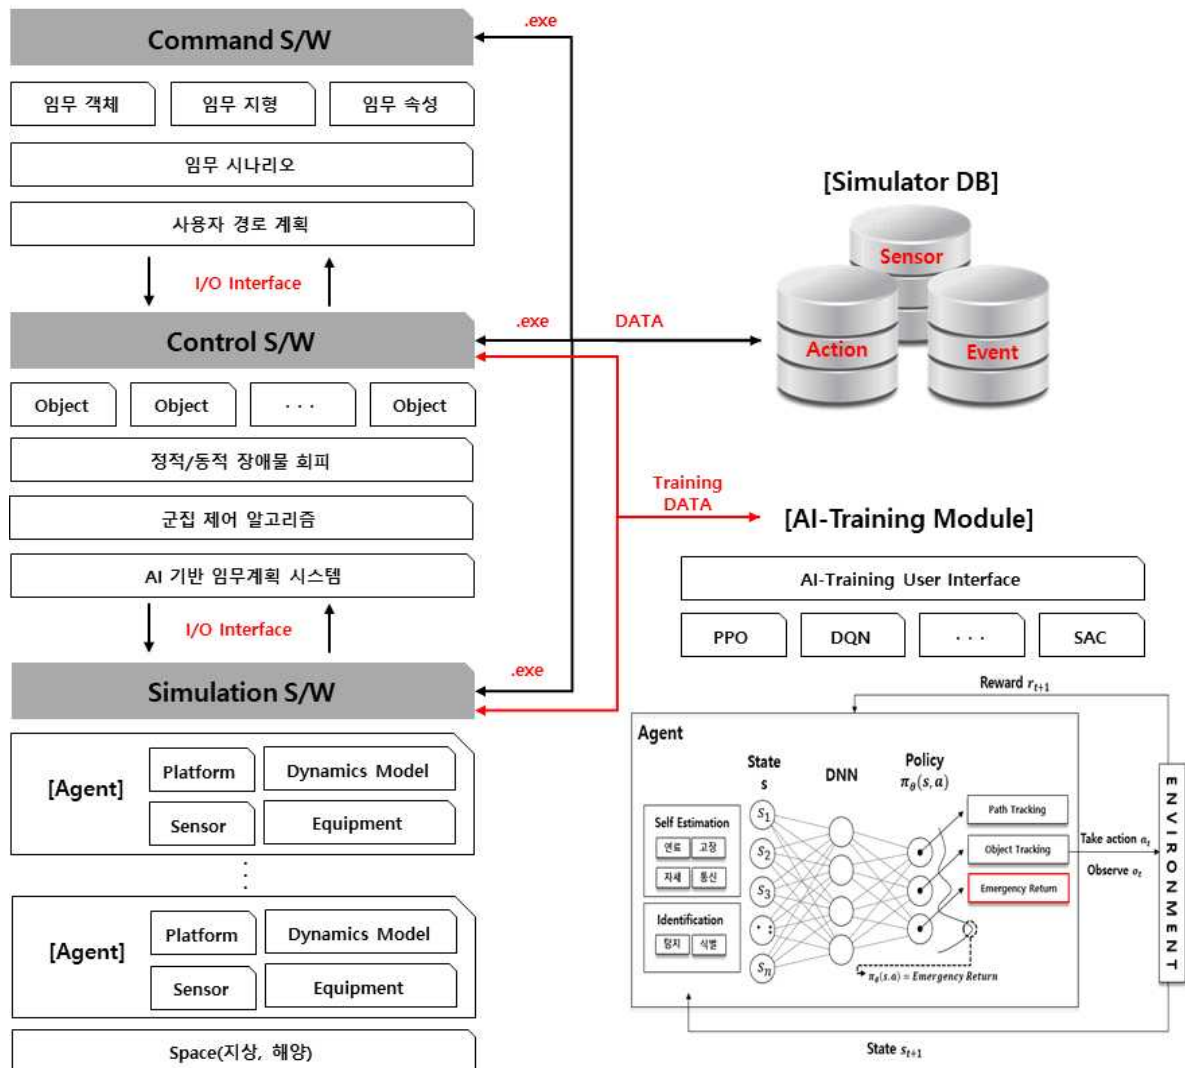 Command S/W
임무 객체
임무 지형
임무 속성
임무 시나리오
사용자 경로 계획
I/O Interface
Control S/W
Object
Object
· · ·
Object
정적/동적 장애물 회피
군집 제어 알고리즘
AI 기반 임무계획 시스템
I/O Interface
Simulation S/W
[Agent]
Platform
Dynamics Model
Sensor
Equipment
[Agent]
Platform
Dynamics Model
Sensor
Equipment
Space(지상, 해양)
.exe
.exe
DATA
.exe
Training
DATA
[Simulator DB]
Sensor
Action
Event
[AI-Training Module]
AI-Training User Interface
PPO
DQN
· · ·
SAC
Reward r_{t+1}
Agent
State
s
DNN
Policy
π_θ(s,a)
Self Estimation
연료
고장
자세
통신
Identification
탐지
식별
S_1
S_2
S_3
S_n
Path Tracking
Object Tracking
Emergency Return
π_θ(s.a) = Emergency Return
Take action a_t
Observe o_t
ENVIRONMENT
State s_{t+1}